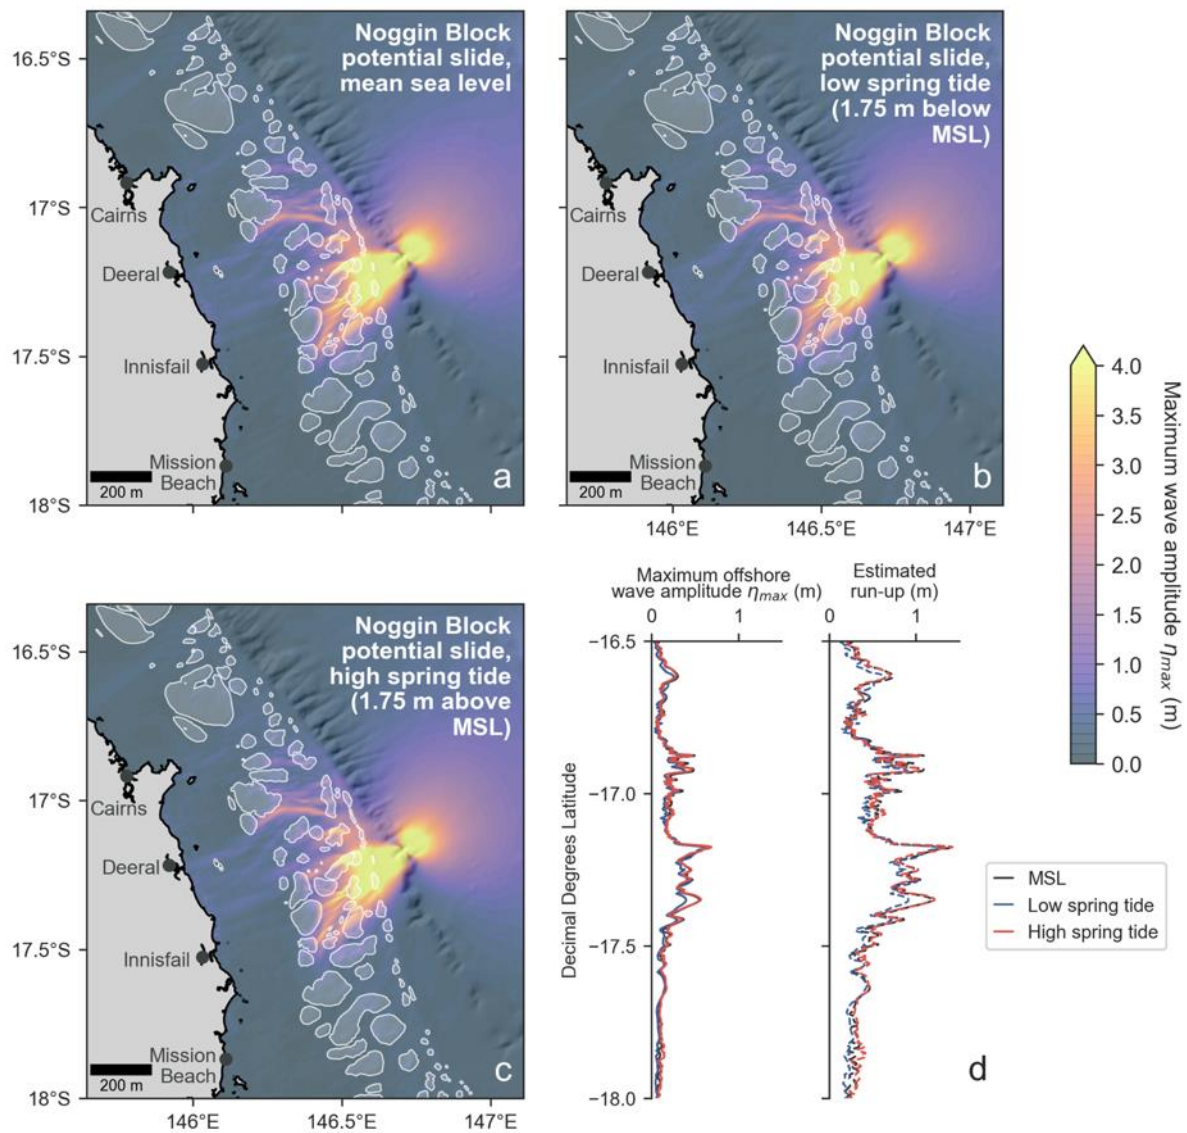 Noggin Block
potential slide,
mean sea level
16.5°S
17°S
17.5°S
18°S
Cairns
Deeral
Innisfail
Mission
Beach
200 m
a
Noggin Block
potential slide,
low spring tide
(1.75 m below
MSL)
Cairns
Deeral
Innisfail
Mission
Beach
200 m
b
146°E
146.5°E
147°E
4.0
3.5
3.0
2.5
2.0
1.5
1.0
0.5
0.0
Maximum wave amplitude ηmax (m)
Noggin Block
potential slide,
high spring tide
(1.75 m above
MSL)
16.5°S
17°S
17.5°S
18°S
Cairns
Deeral
Innisfail
Mission
Beach
200 m
c
146°E
146.5°E
147°E
Maximum offshore
wave amplitude ηmax (m)
0 1
Estimated
run-up (m)
0 1
−16.5
−17.0
−17.5
−18.0
Decimal Degrees Latitude
d
MSL
Low spring tide
High spring tide